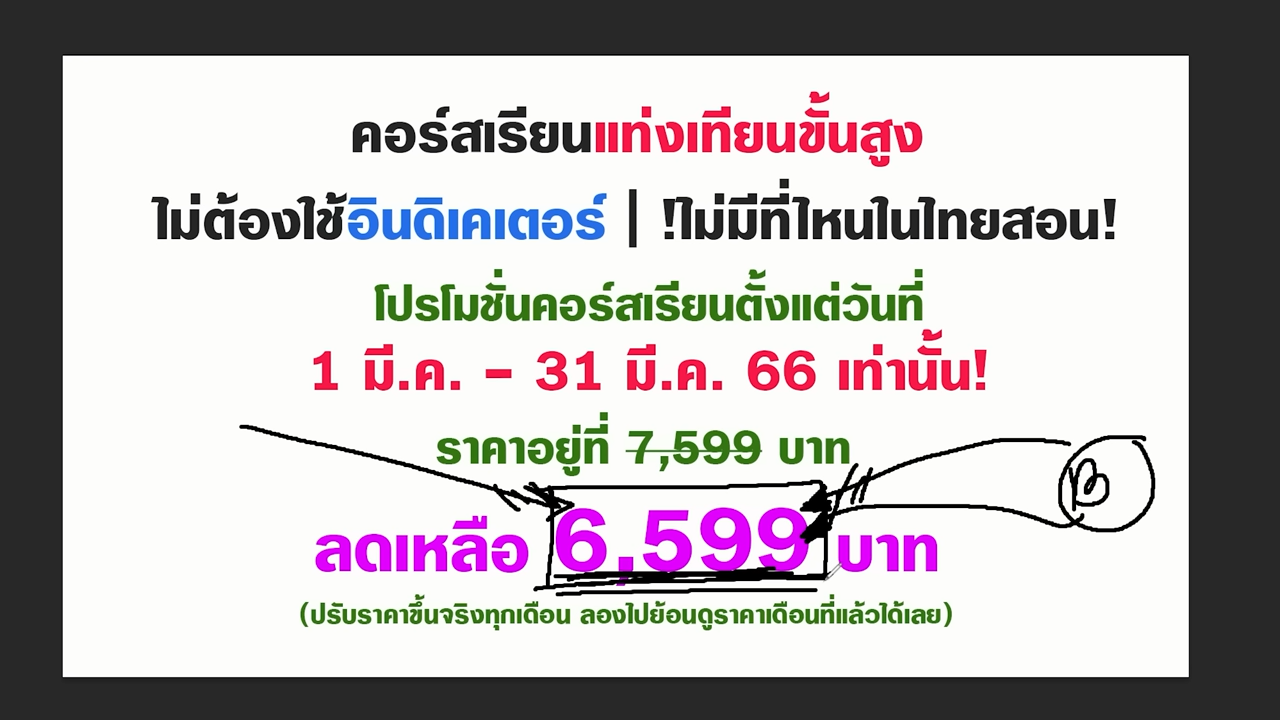 คอร์สเรียนแท่งเทียนขั้นสูง
ไม่ต้องใช้อินดิเคเตอร์ | !ไม่มีที่ไหนในไทยสอน!
โปรโมชั่นคอร์สเรียนตั้งแต่วันที่
1 มี.ค. - 31 มี.ค. 66 เท่านั้น!
ราคาอยู่ที่ 7,599 บาท
B
ลดเหลือ 6,599 บาท
(ปรับราคาขึ้นจริงทุกเดือน ลองไปย้อนดูราคาเดือนที่แล้วได้เลย)